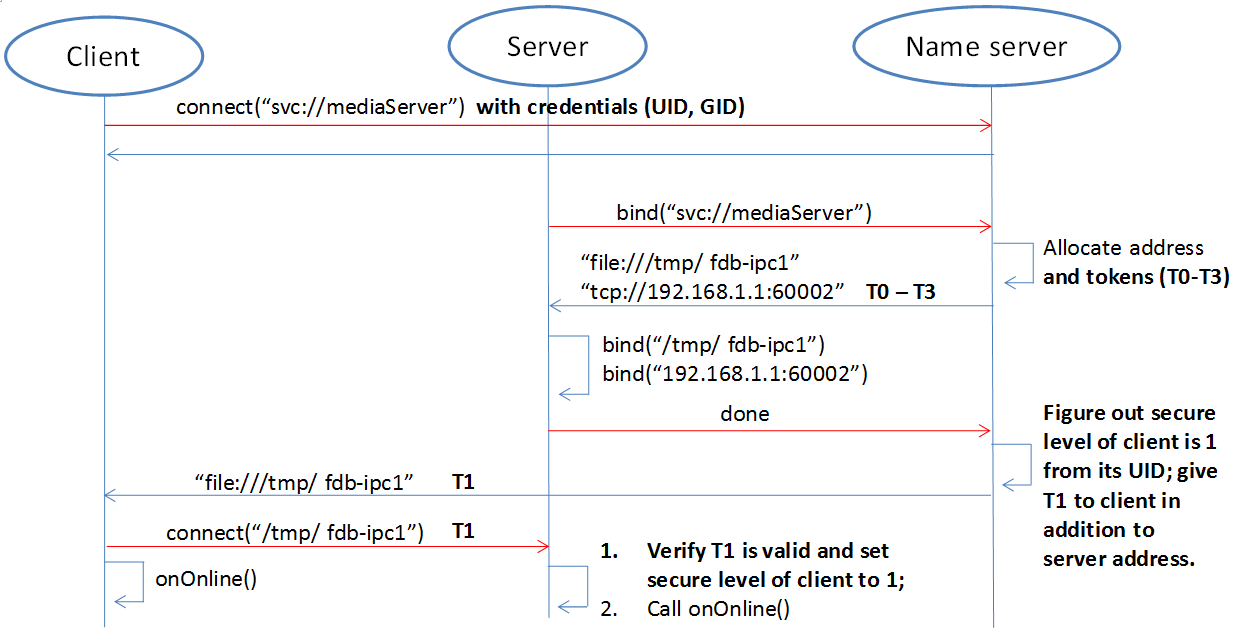 Client
Server
Name server
connect(“svc://mediaServer”) with credentials (UID, GID)
bind(“svc://mediaServer”)
Allocate address
and tokens (T0-T3)
“file:///tmp/ fdb-ipc1”
“tcp://192.168.1.1:60002” T0 – T3
bind(“/tmp/ fdb-ipc1”)
bind(“192.168.1.1:60002”)
done
Figure out secure
level of client is 1
from its UID; give
T1 to client in
addition to
server address.
“file:///tmp/ fdb-ipc1” T1
connect(“/tmp/ fdb-ipc1”) T1
onOnline()
1. Verify T1 is valid and set
secure level of client to 1;
2. Call onOnline()